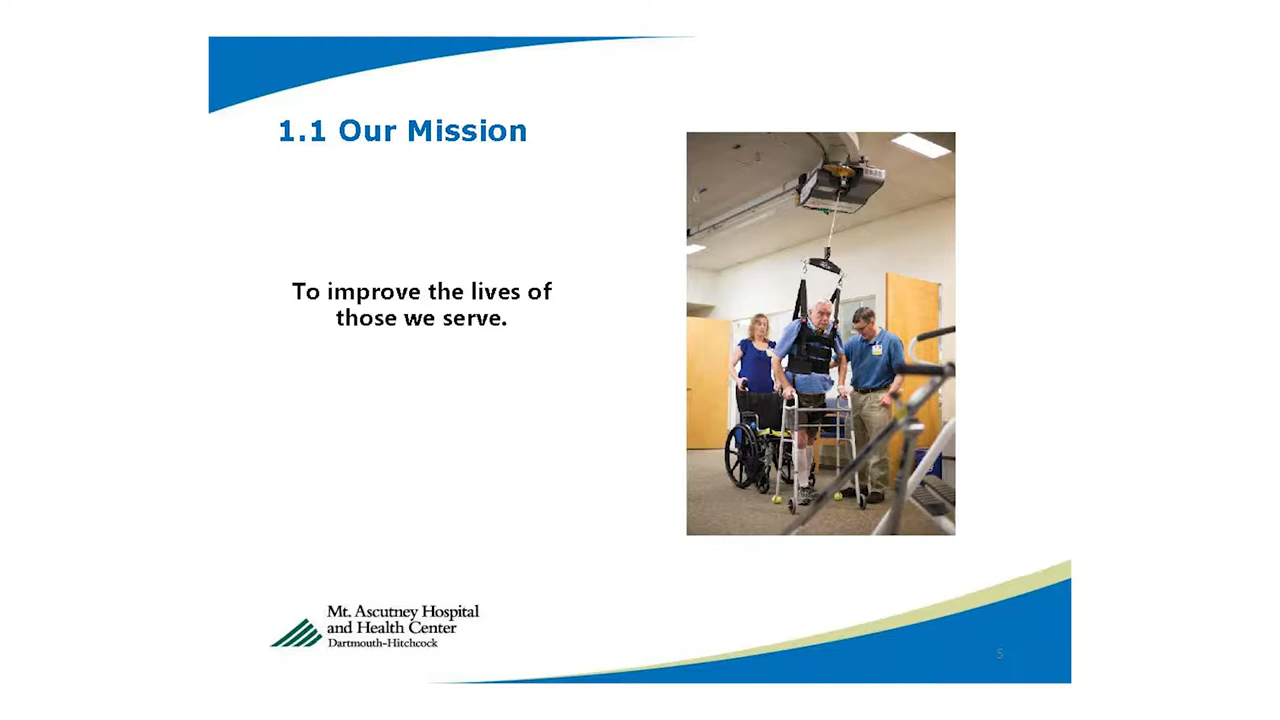 1.1 Our Mission
To improve the lives of
those we serve.
Mt. Ascutney Hospital
and Health Center
Dartmouth-Hitchcock
5